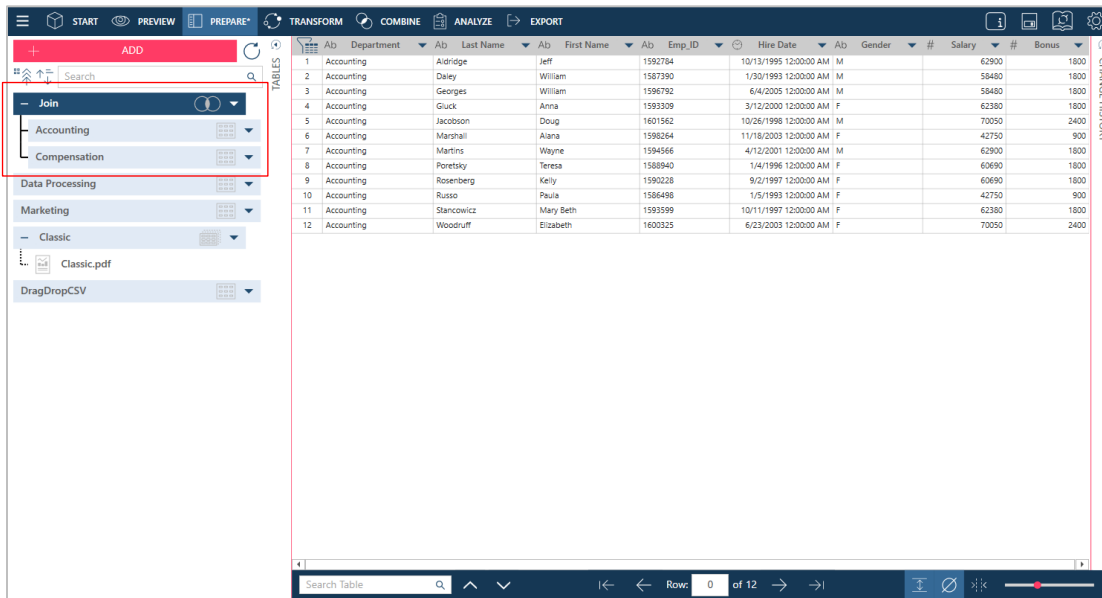 START PREVIEW PREPARE* TRANSFORM COMBINE ANALYZE EXPORT
ADD
Search
TABLES
Join
Accounting
Compensation
Data Processing
Marketing
Classic
Classic.pdf
DragDropCSV
Ab Department Ab Last Name Ab First Name Ab Emp_ID Hire Date Ab Gender # Salary # Bonus
1 Accounting Aldridge Jeff 1592784 10/13/1995 12:00:00 AM M 62900 1800
2 Accounting Daley William 1587390 1/30/1993 12:00:00 AM M 58480 1800
3 Accounting Georges William 1596792 6/4/2005 12:00:00 AM M 58480 1800
4 Accounting Gluck Anna 1593309 3/12/2000 12:00:00 AM F 62380 1800
5 Accounting Jacobson Doug 1601562 10/26/1998 12:00:00 AM M 70050 2400
6 Accounting Marshall Alana 1598264 11/18/2003 12:00:00 AM F 42750 900
7 Accounting Martins Wayne 1594566 4/12/2001 12:00:00 AM M 62900 1800
8 Accounting Poretsky Teresa 1588940 1/4/1996 12:00:00 AM F 60690 1800
9 Accounting Rosenberg Kelly 1590228 9/2/1997 12:00:00 AM F 60690 1800
10 Accounting Russo Paula 1586498 1/5/1993 12:00:00 AM F 42750 900
11 Accounting Stancowicz Mary Beth 1593599 10/11/1997 12:00:00 AM F 62380 1800
12 Accounting Woodruff Elizabeth 1600325 6/23/2003 12:00:00 AM F 70050 2400
Search Table Row: 0 of 12